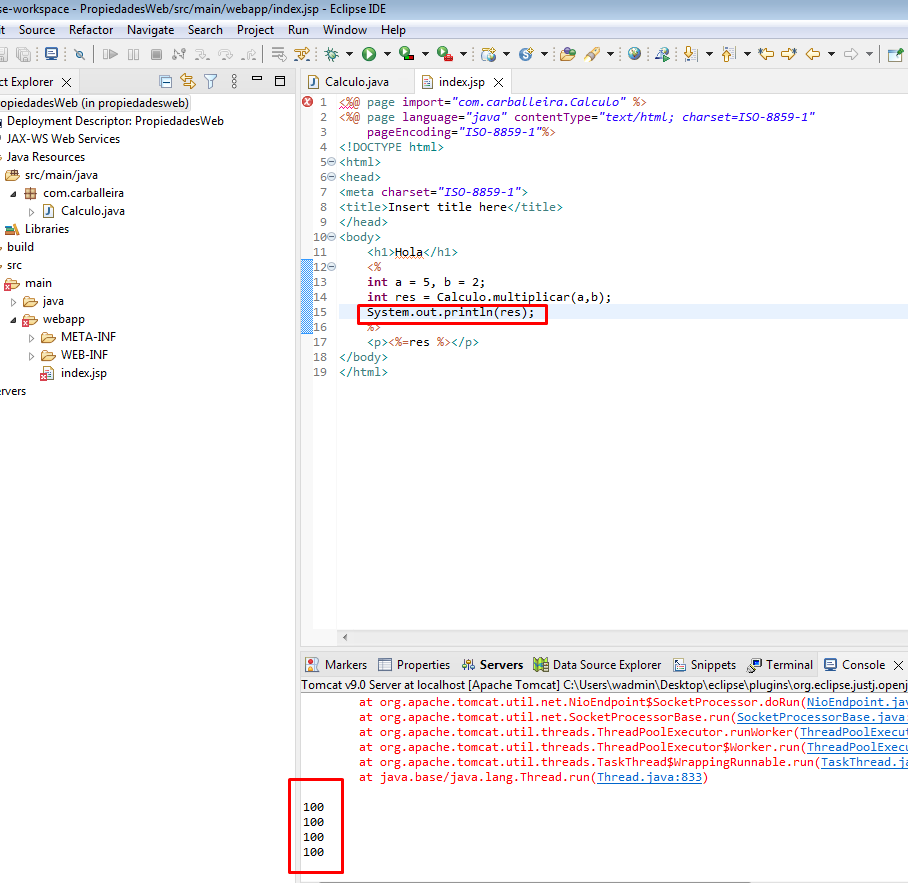 se-workspace - PropiedadesWeb/src/main/webapp/index.jsp - Eclipse IDE
it Source Refactor Navigate Search Project Run Window Help
ct Explorer
Calculo.java index.jsp
ropiedadesWeb (in propiedadesweb)
Deployment Descriptor: PropiedadesWeb
JAX-WS Web Services
Java Resources
src/main/java
com.carballeira
Calculo.java
Libraries
build
src
main
java
webapp
META-INF
WEB-INF
index.jsp
ervers
1 <%@ page import="com.carballeira.Calculo" %>
2 <%@ page language="java" contentType="text/html; charset=ISO-8859-1"
3 pageEncoding="ISO-8859-1"%>
4 <!DOCTYPE html>
5 <html>
6 <head>
7 <meta charset="ISO-8859-1">
8 <title>Insert title here</title>
9 </head>
10 <body>
11 <h1>Hola</h1>
12 <%
13 int a = 5, b = 2;
14 int res = Calculo.multiplicar(a,b);
15 System.out.println(res);
16 %>
17 <p><%=res %></p>
18 </body>
19 </html>
Markers Properties Servers Data Source Explorer Snippets Terminal Console
Tomcat v9.0 Server at localhost [Apache Tomcat] C:\Users\wadmin\Desktop\eclipse\plugins\org.eclipse.justj.openj
at org.apache.tomcat.util.net.NioEndpoint$SocketProcessor.doRun(NioEndpoint.jav
at org.apache.tomcat.util.net.SocketProcessorBase.run(SocketProcessorBase.java
at org.apache.tomcat.util.threads.ThreadPoolExecutor.runWorker(ThreadPoolExecut
at org.apache.tomcat.util.threads.ThreadPoolExecutor$Worker.run(ThreadPoolExecu
at org.apache.tomcat.util.threads.TaskThread$WrappingRunnable.run(TaskThread.ja
at java.base/java.lang.Thread.run(Thread.java:833)
100
100
100
100